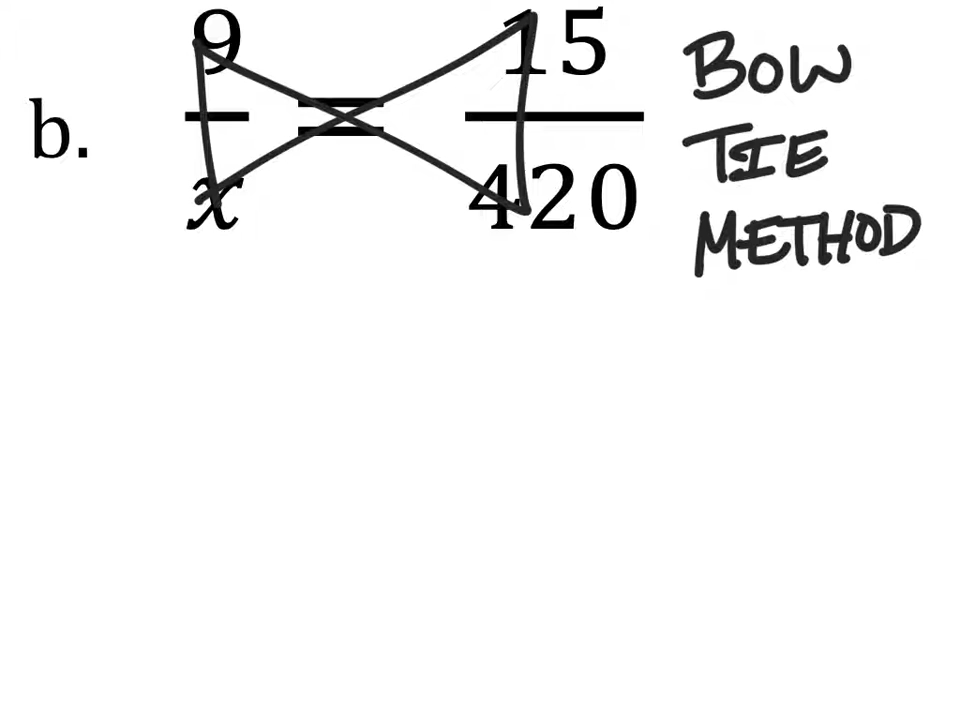 b. 9/x = 15/420
BOW
TIE
METHOD